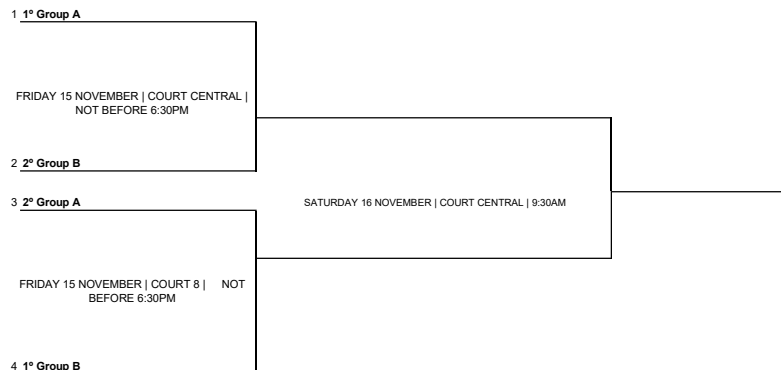 1 1º Group A
FRIDAY 15 NOVEMBER | COURT CENTRAL |
NOT BEFORE 6:30PM
2 2º Group B
3 2º Group A
SATURDAY 16 NOVEMBER | COURT CENTRAL | 9:30AM
FRIDAY 15 NOVEMBER | COURT 8 | NOT
BEFORE 6:30PM
4 1º Group B